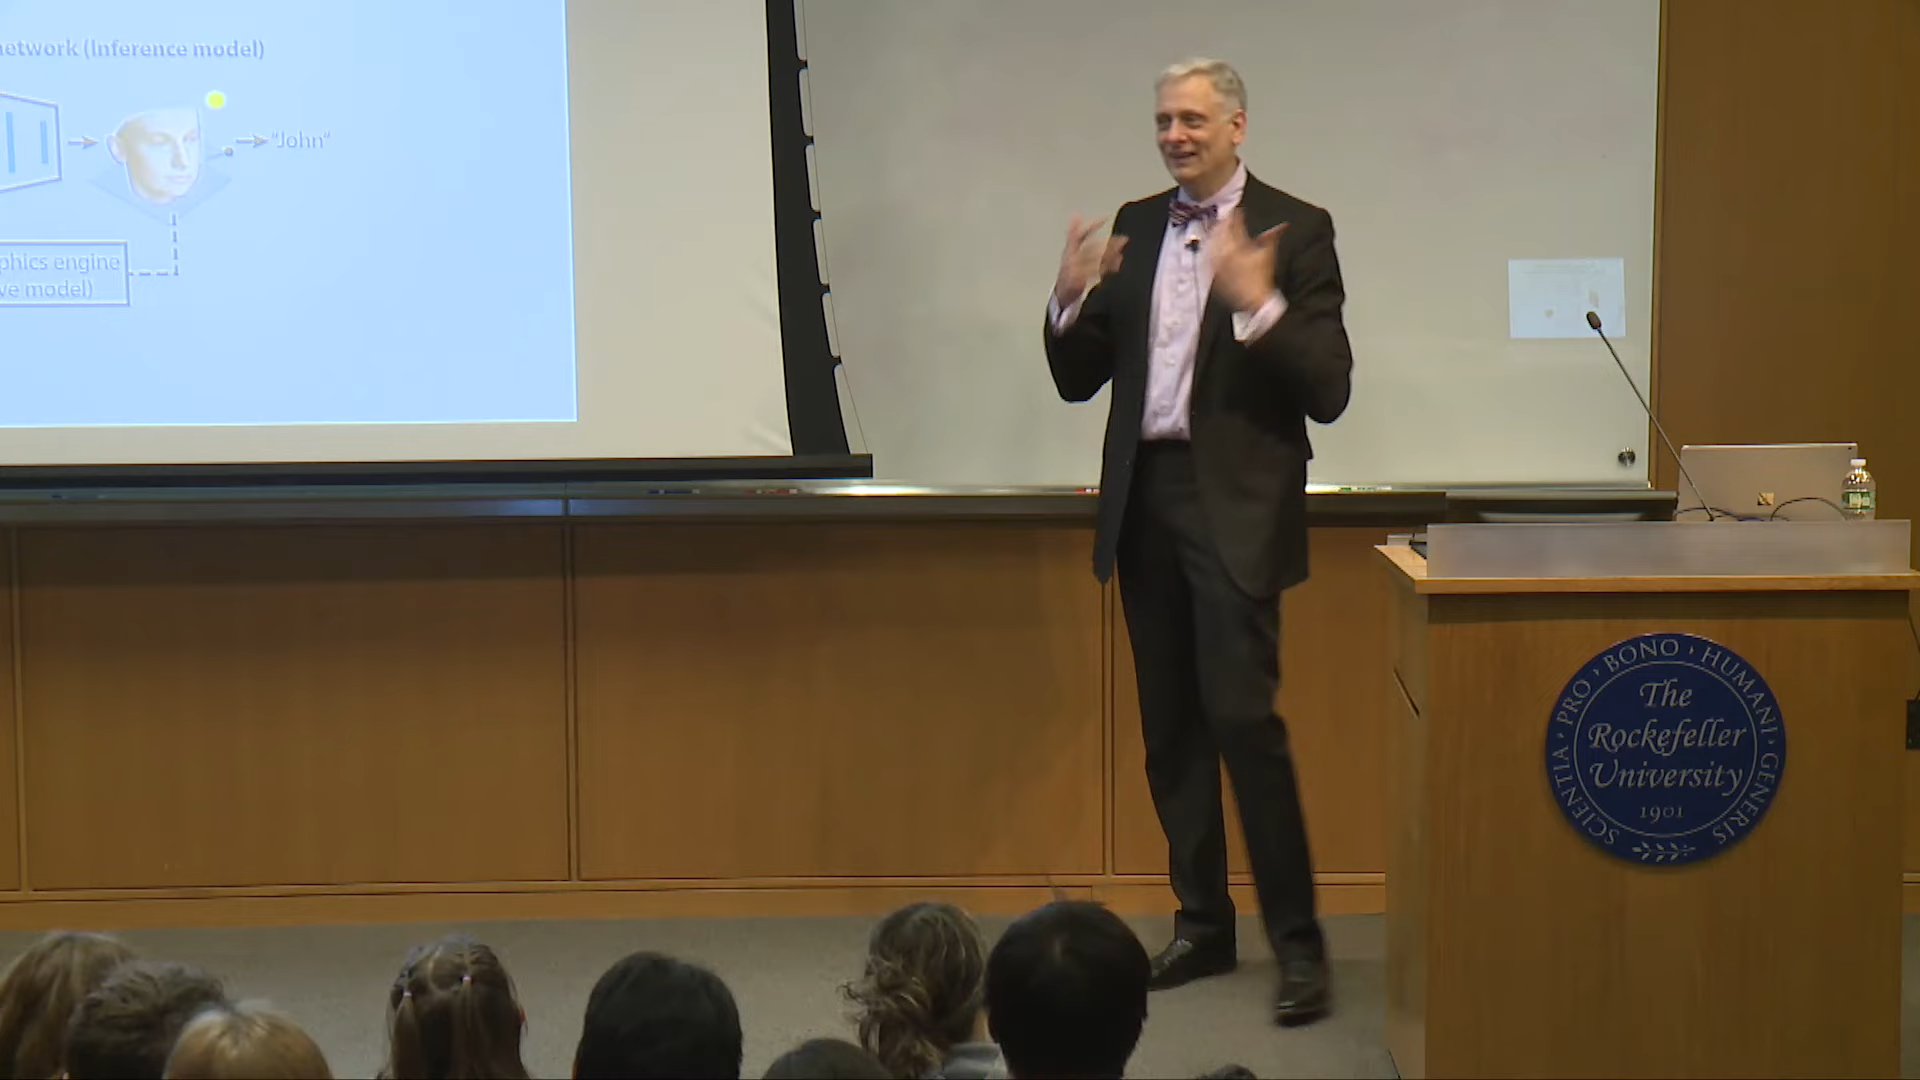 network (Inference model)
"John"
phics engine
ve model)
SCIENTIA · PRO · BONO · HUMANI · GENERIS
The
Rockefeller
University
1901